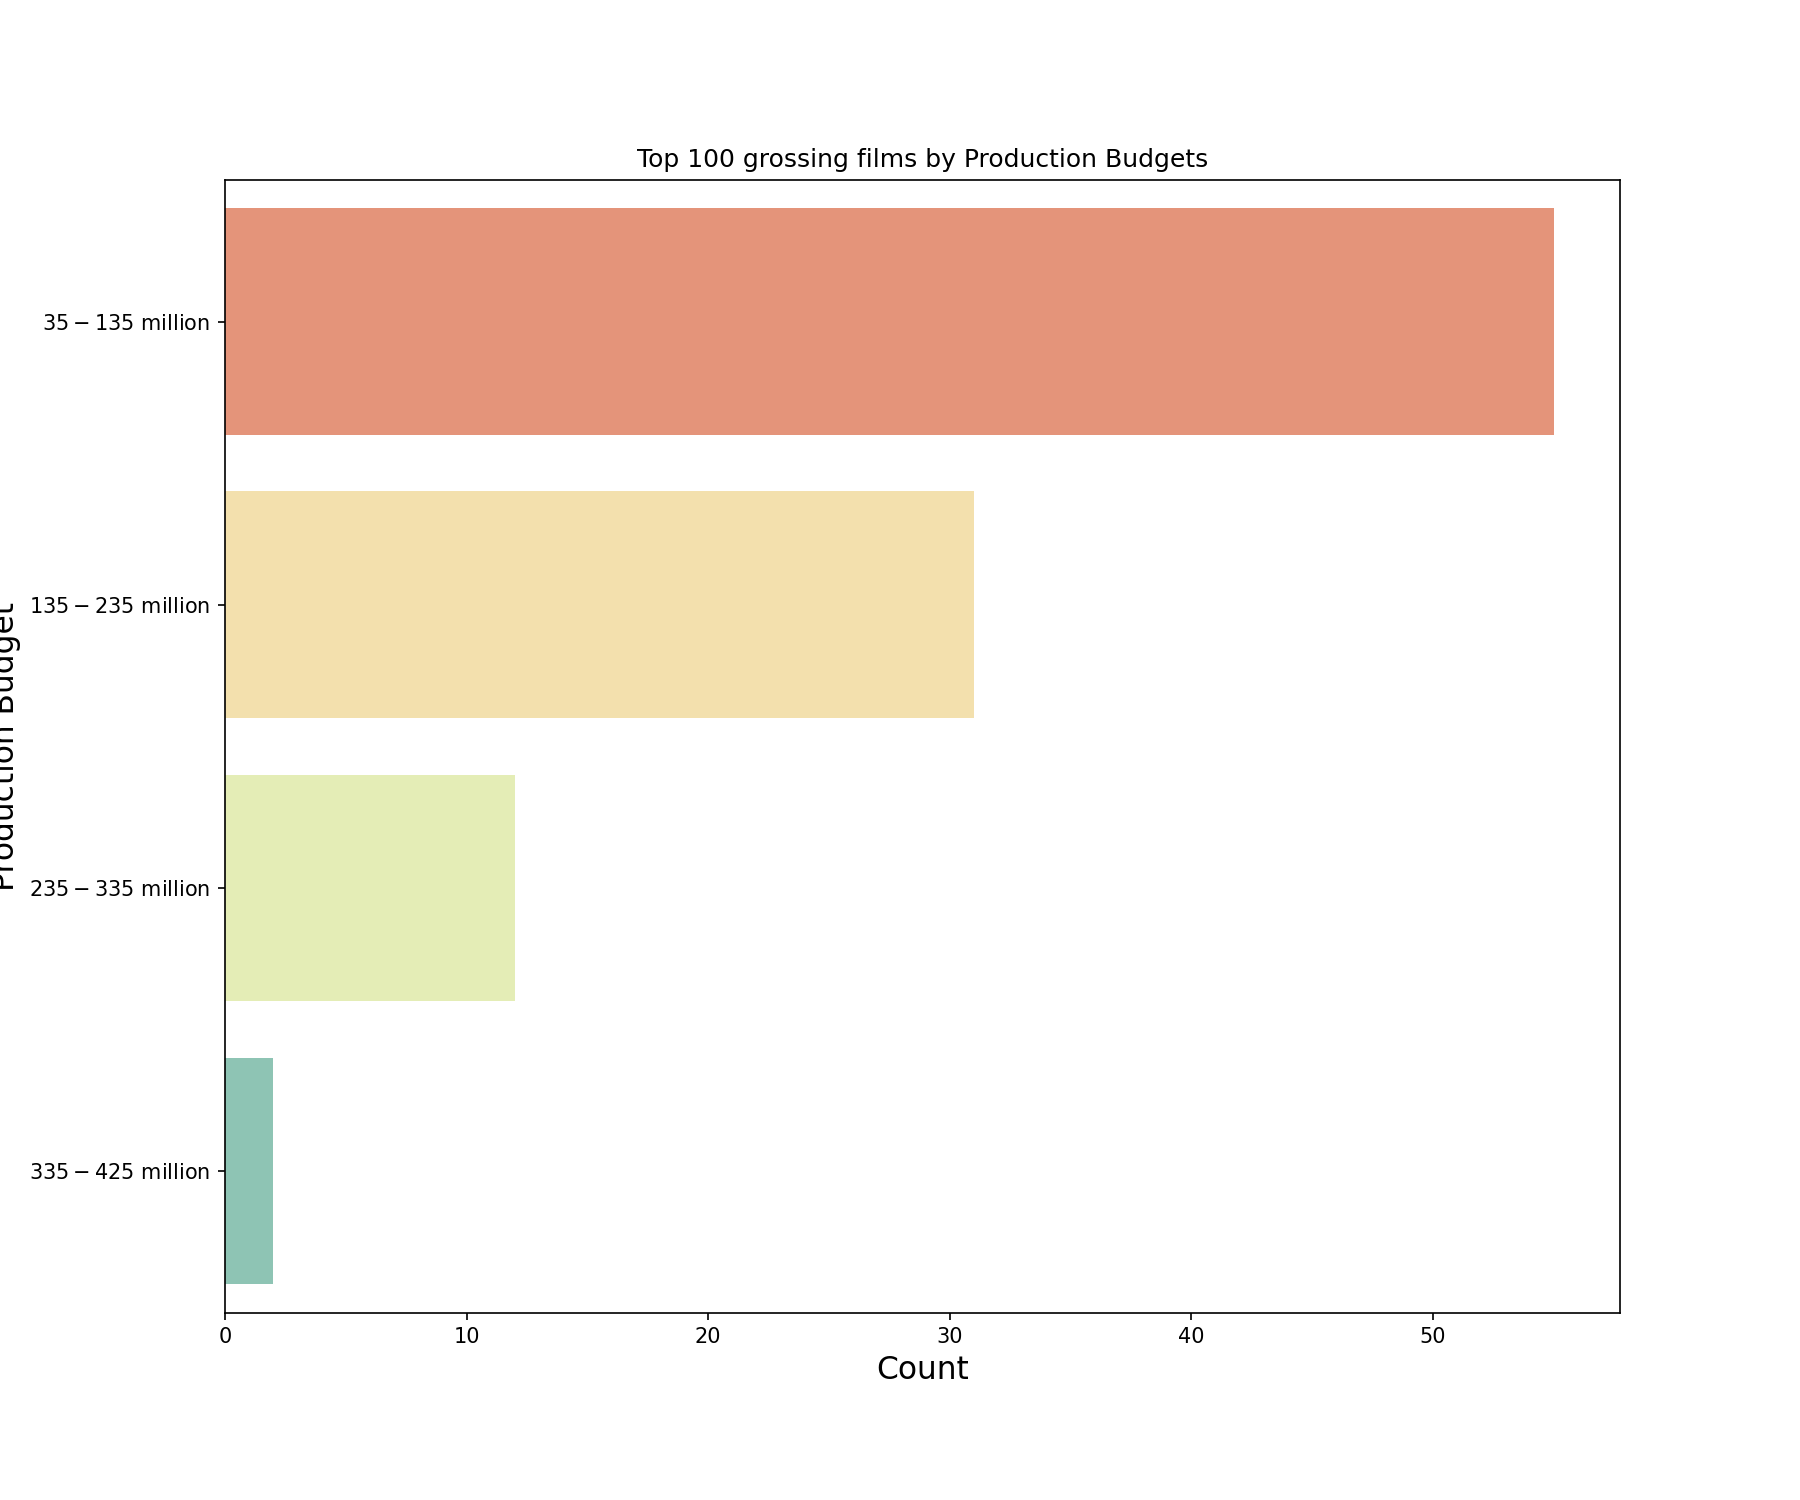 Top 100 grossing films by Production Budgets
35 − 135 million
135 − 235 million
235 − 335 million
335 − 425 million
Production Budget
0 10 20 30 40 50
Count